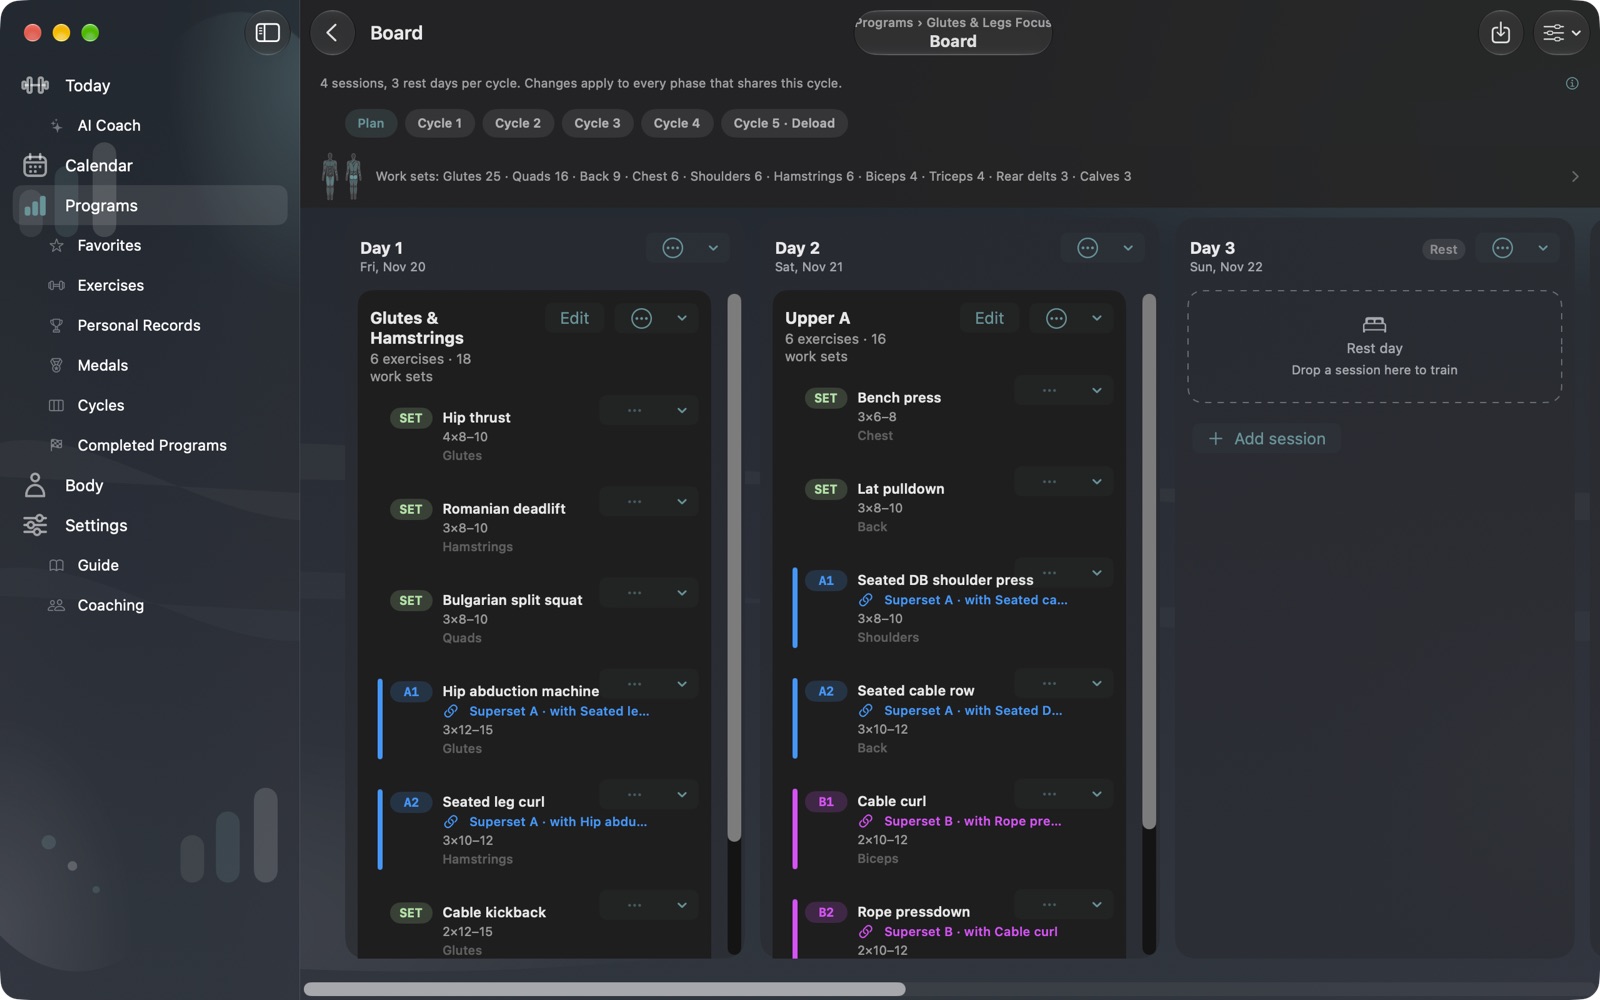 Today
AI Coach
Calendar
Programs
Favorites
Exercises
Personal Records
Medals
Cycles
Completed Programs
Body
Settings
Guide
Coaching
Board
Programs › Glutes & Legs Focus
Board
4 sessions, 3 rest days per cycle. Changes apply to every phase that shares this cycle.
Plan
Cycle 1
Cycle 2
Cycle 3
Cycle 4
Cycle 5 · Deload
Work sets: Glutes 25 · Quads 16 · Back 9 · Chest 6 · Shoulders 6 · Hamstrings 6 · Biceps 4 · Triceps 4 · Rear delts 3 · Calves 3
Day 1
Fri, Nov 20
Glutes &
Hamstrings
Edit
6 exercises · 18
work sets
SET
Hip thrust
4×8–10
Glutes
SET
Romanian deadlift
3×8–10
Hamstrings
SET
Bulgarian split squat
3×8–10
Quads
A1
Hip abduction machine
Superset A · with Seated le...
3×12–15
Glutes
A2
Seated leg curl
Superset A · with Hip abdu...
3×10–12
Hamstrings
SET
Cable kickback
2×12–15
Glutes
Day 2
Sat, Nov 21
Upper A
Edit
6 exercises · 16
work sets
SET
Bench press
3×6–8
Chest
SET
Lat pulldown
3×8–10
Back
A1
Seated DB shoulder press
Superset A · with Seated ca...
3×8–10
Shoulders
A2
Seated cable row
Superset A · with Seated D...
3×10–12
Back
B1
Cable curl
Superset B · with Rope pre...
2×10–12
Biceps
B2
Rope pressdown
Superset B · with Cable curl
2×10–12
Day 3
Sun, Nov 22
Rest
Rest day
Drop a session here to train
Add session